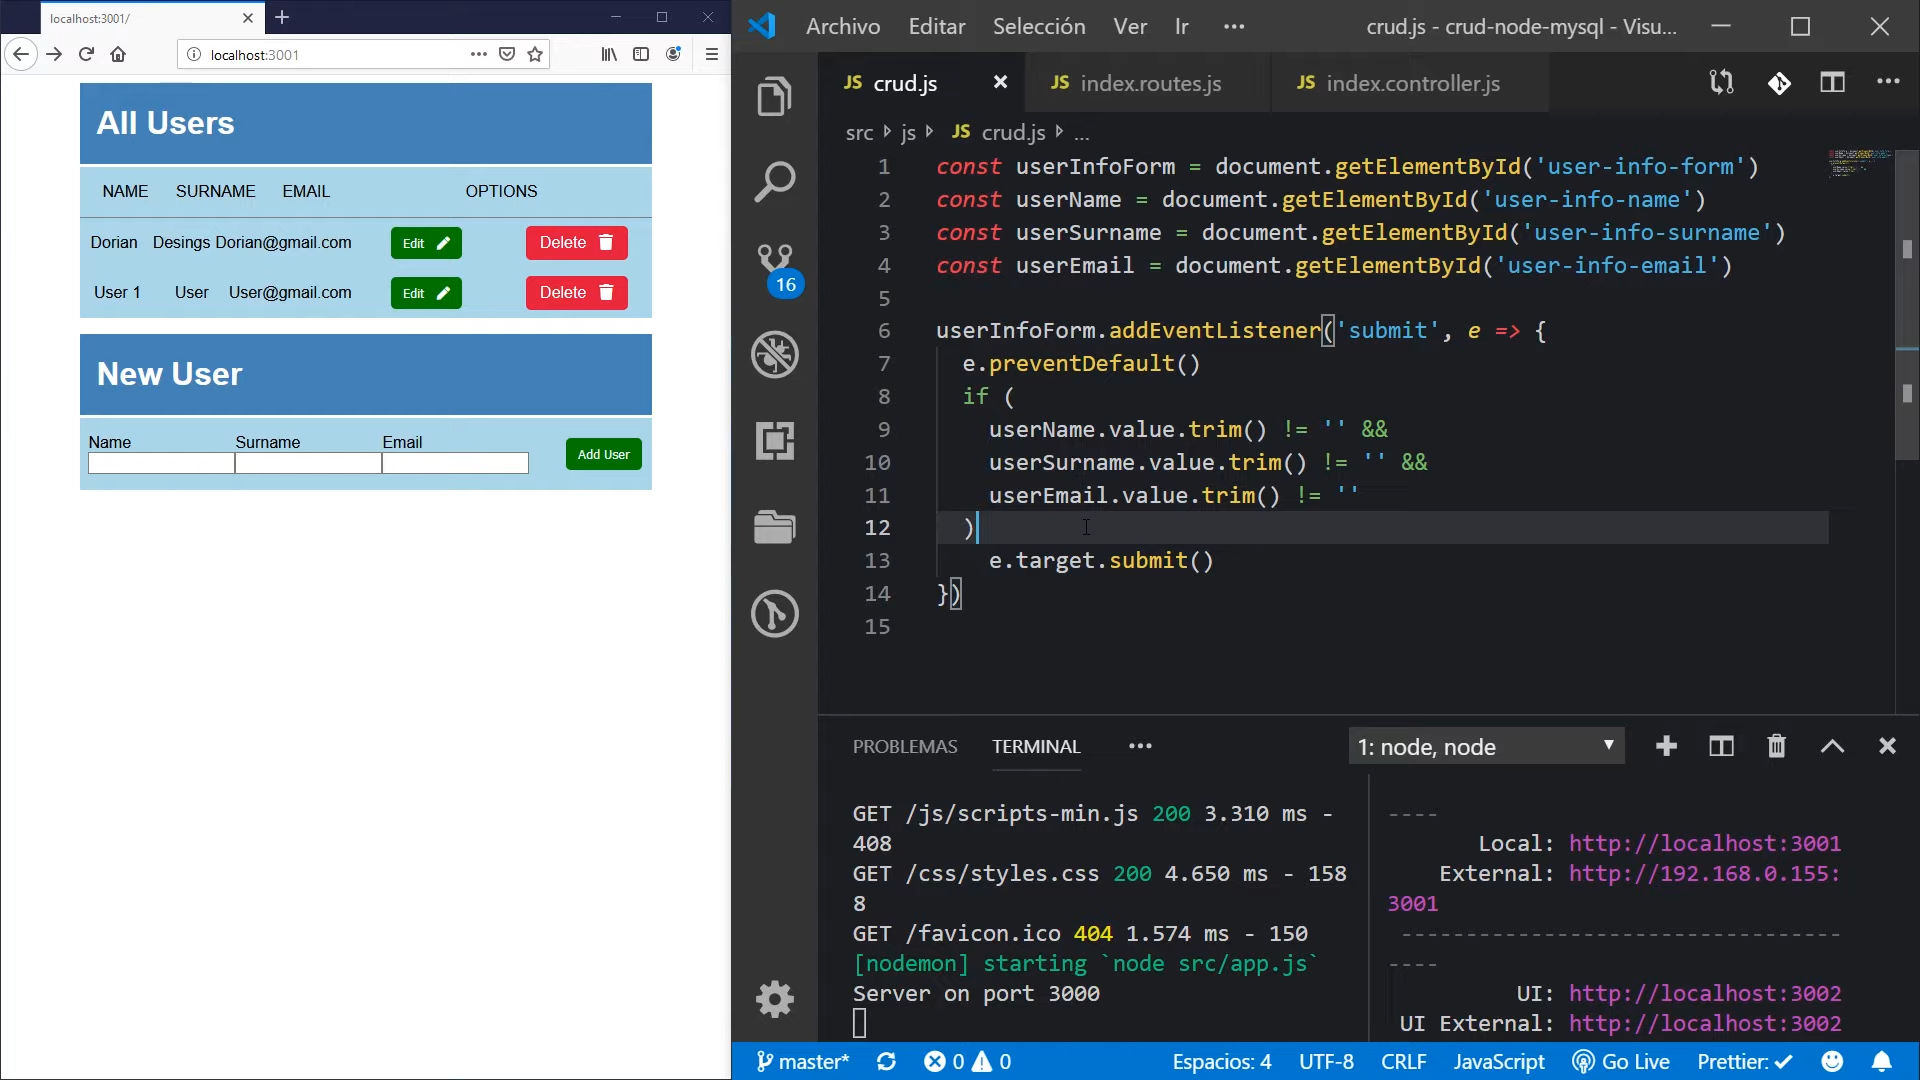 localhost:3001/
localhost:3001
All Users
NAME SURNAME EMAIL OPTIONS
Dorian Desings Dorian@gmail.com Edit Delete
User 1 User User@gmail.com Edit Delete
New User
Name Surname Email
Add User
Archivo Editar Selección Ver Ir ··· crud.js - crud-node-mysql - Visu...
JS crud.js JS index.routes.js JS index.controller.js
src js JS crud.js ...
16
1 const userInfoForm = document.getElementById('user-info-form')
2 const userName = document.getElementById('user-info-name')
3 const userSurname = document.getElementById('user-info-surname')
4 const userEmail = document.getElementById('user-info-email')
5
6 userInfoForm.addEventListener('submit', e => {
7 e.preventDefault()
8 if (
9 userName.value.trim() != '' &&
10 userSurname.value.trim() != '' &&
11 userEmail.value.trim() != ''
12 )
13 e.target.submit()
14 })
15
PROBLEMAS TERMINAL ··· 1: node, node
GET /js/scripts-min.js 200 3.310 ms -
408
GET /css/styles.css 200 4.650 ms - 158
8
GET /favicon.ico 404 1.574 ms - 150
[nodemon] starting `node src/app.js`
Server on port 3000
----
Local: http://localhost:3001
External: http://192.168.0.155:
3001
----------------------------------
----
UI: http://localhost:3002
UI External: http://localhost:3002
master* 0 0 Espacios: 4 UTF-8 CRLF JavaScript Go Live Prettier: ✓